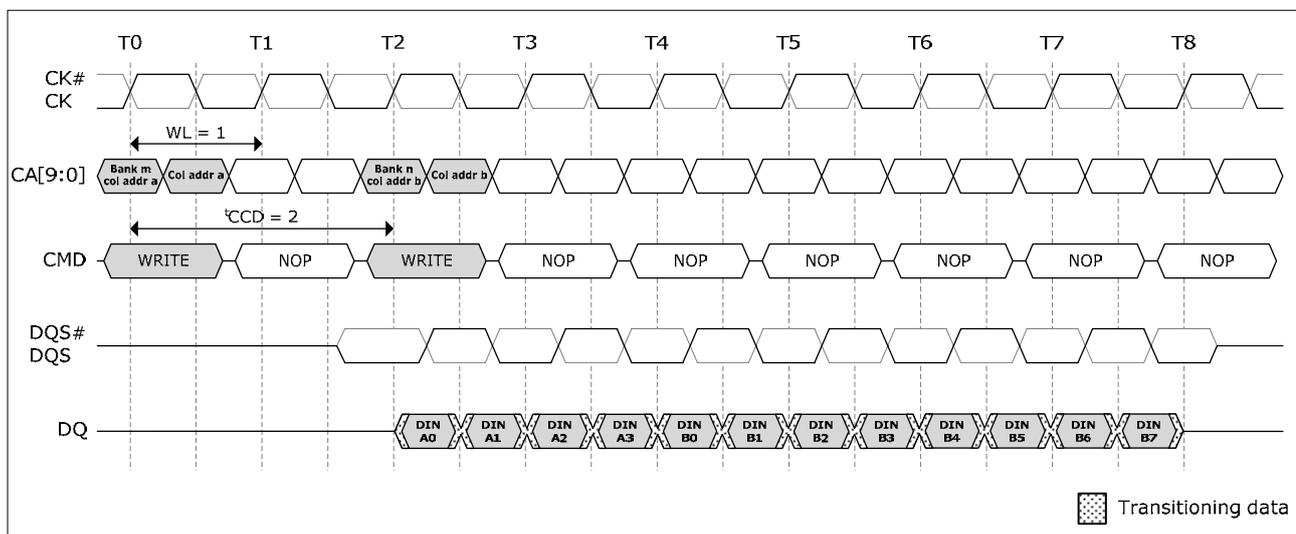 T0 T1 T2 T3 T4 T5 T6 T7 T8
CK#
CK
WL = 1
CA[9:0]
Bank m
col addr a
Col addr a
Bank n
col addr b
Col addr b
tCCD = 2
CMD
WRITE NOP WRITE NOP NOP NOP NOP NOP NOP
DQS#
DQS
DQ
DIN
A0
DIN
A1
DIN
A2
DIN
A3
DIN
B0
DIN
B1
DIN
B2
DIN
B3
DIN
B4
DIN
B5
DIN
B6
DIN
B7
Transitioning data